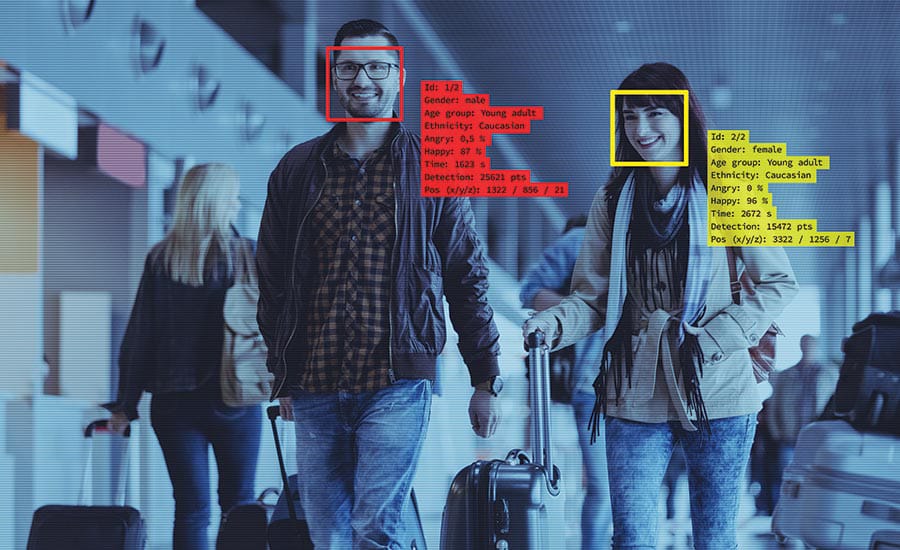 Id: 1/2
Gender: male
Age group: Young adult
Ethnicity: Caucasian
Angry: 0,5 %
Happy: 87 %
Time: 1623 s
Detection: 25621 pts
Pos (x/y/z): 1322 / 856 / 21
Id: 2/2
Gender: female
Age group: Young adult
Ethnicity: Caucasian
Angry: 0 %
Happy: 96 %
Time: 2672 s
Detection: 15472 pts
Pos (x/y/z): 3322 / 1256 / 7